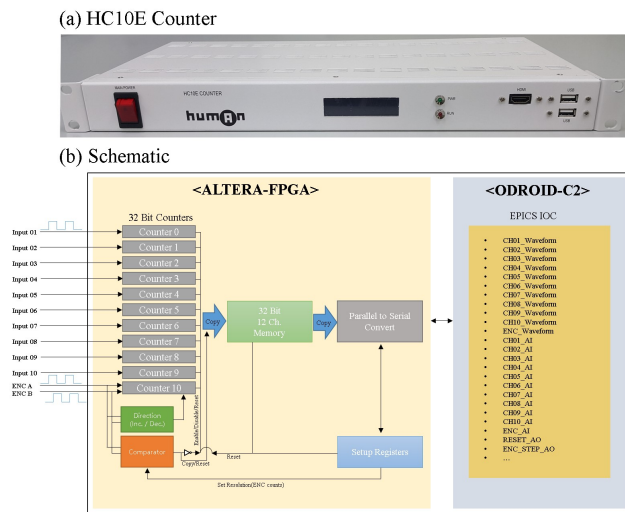 (a) HC10E Counter
MAIN POWER
HC10E COUNTER
humAn
PWR
RUN
HDMI
USB
USB
(b) Schematic
<ALTERA-FPGA>
<ODROID-C2>
32 Bit Counters
EPICS IOC
Input 01
Counter 0
Input 02
Counter 1
Input 03
Counter 2
Input 04
Counter 3
Input 05
Counter 4
Input 06
Counter 5
Input 07
Counter 6
Input 08
Counter 7
Input 09
Counter 8
Input 10
Counter 9
ENC A
ENC B
Counter 10
Copy
32 Bit
12 Ch.
Memory
Copy
Parallel to Serial
Convert
Direction
(Inc. / Dec.)
Comparator
Enable/Disable/Reset
Copy/Reset
Reset
Setup Registers
Set Resolution(ENC counts)
• CH01_Waveform
• CH02_Waveform
• CH03_Waveform
• CH04_Waveform
• CH05_Waveform
• CH06_Waveform
• CH07_Waveform
• CH08_Waveform
• CH09_Waveform
• CH10_Waveform
• ENC_Waveform
• CH01_AI
• CH02_AI
• CH03_AI
• CH04_AI
• CH05_AI
• CH06_AI
• CH07_AI
• CH08_AI
• CH09_AI
• CH10_AI
• ENC_AI
• RESET_AO
• ENC_STEP_AO
• ...